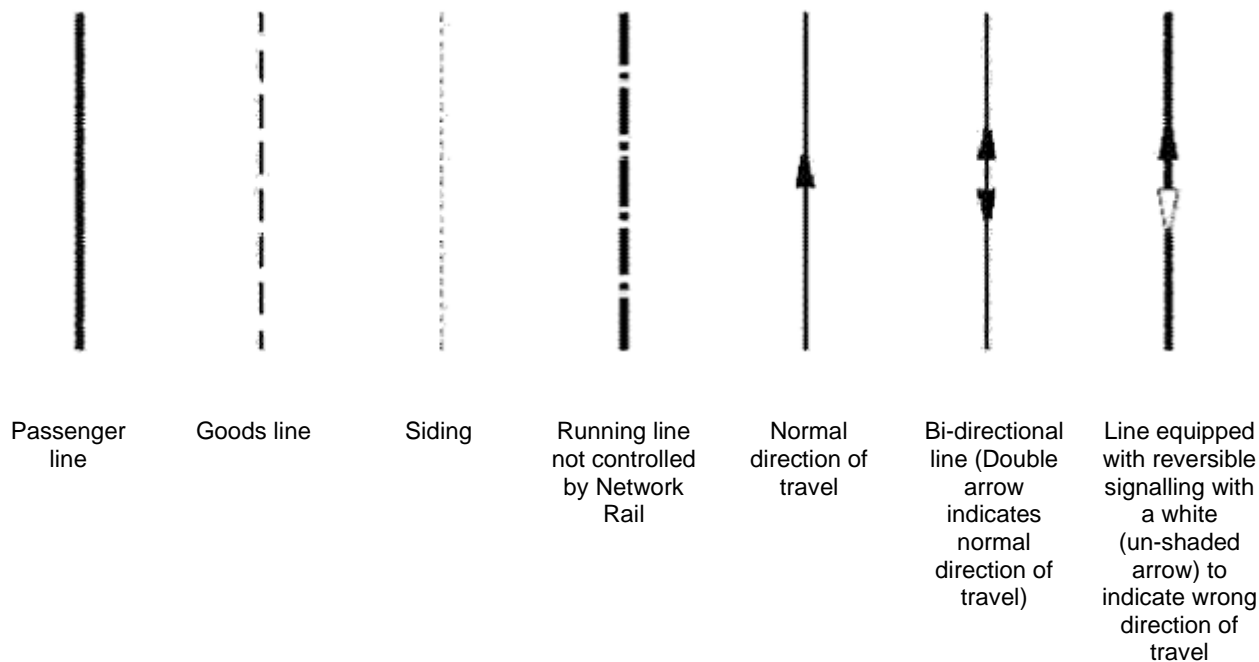 Passenger
line
Goods line
Siding
Running line
not controlled
by Network
Rail
Normal
direction of
travel
Bi-directional
line (Double
arrow
indicates
normal
direction of
travel)
Line equipped
with reversible
signalling with
a white
(un-shaded
arrow) to
indicate wrong
direction of
travel